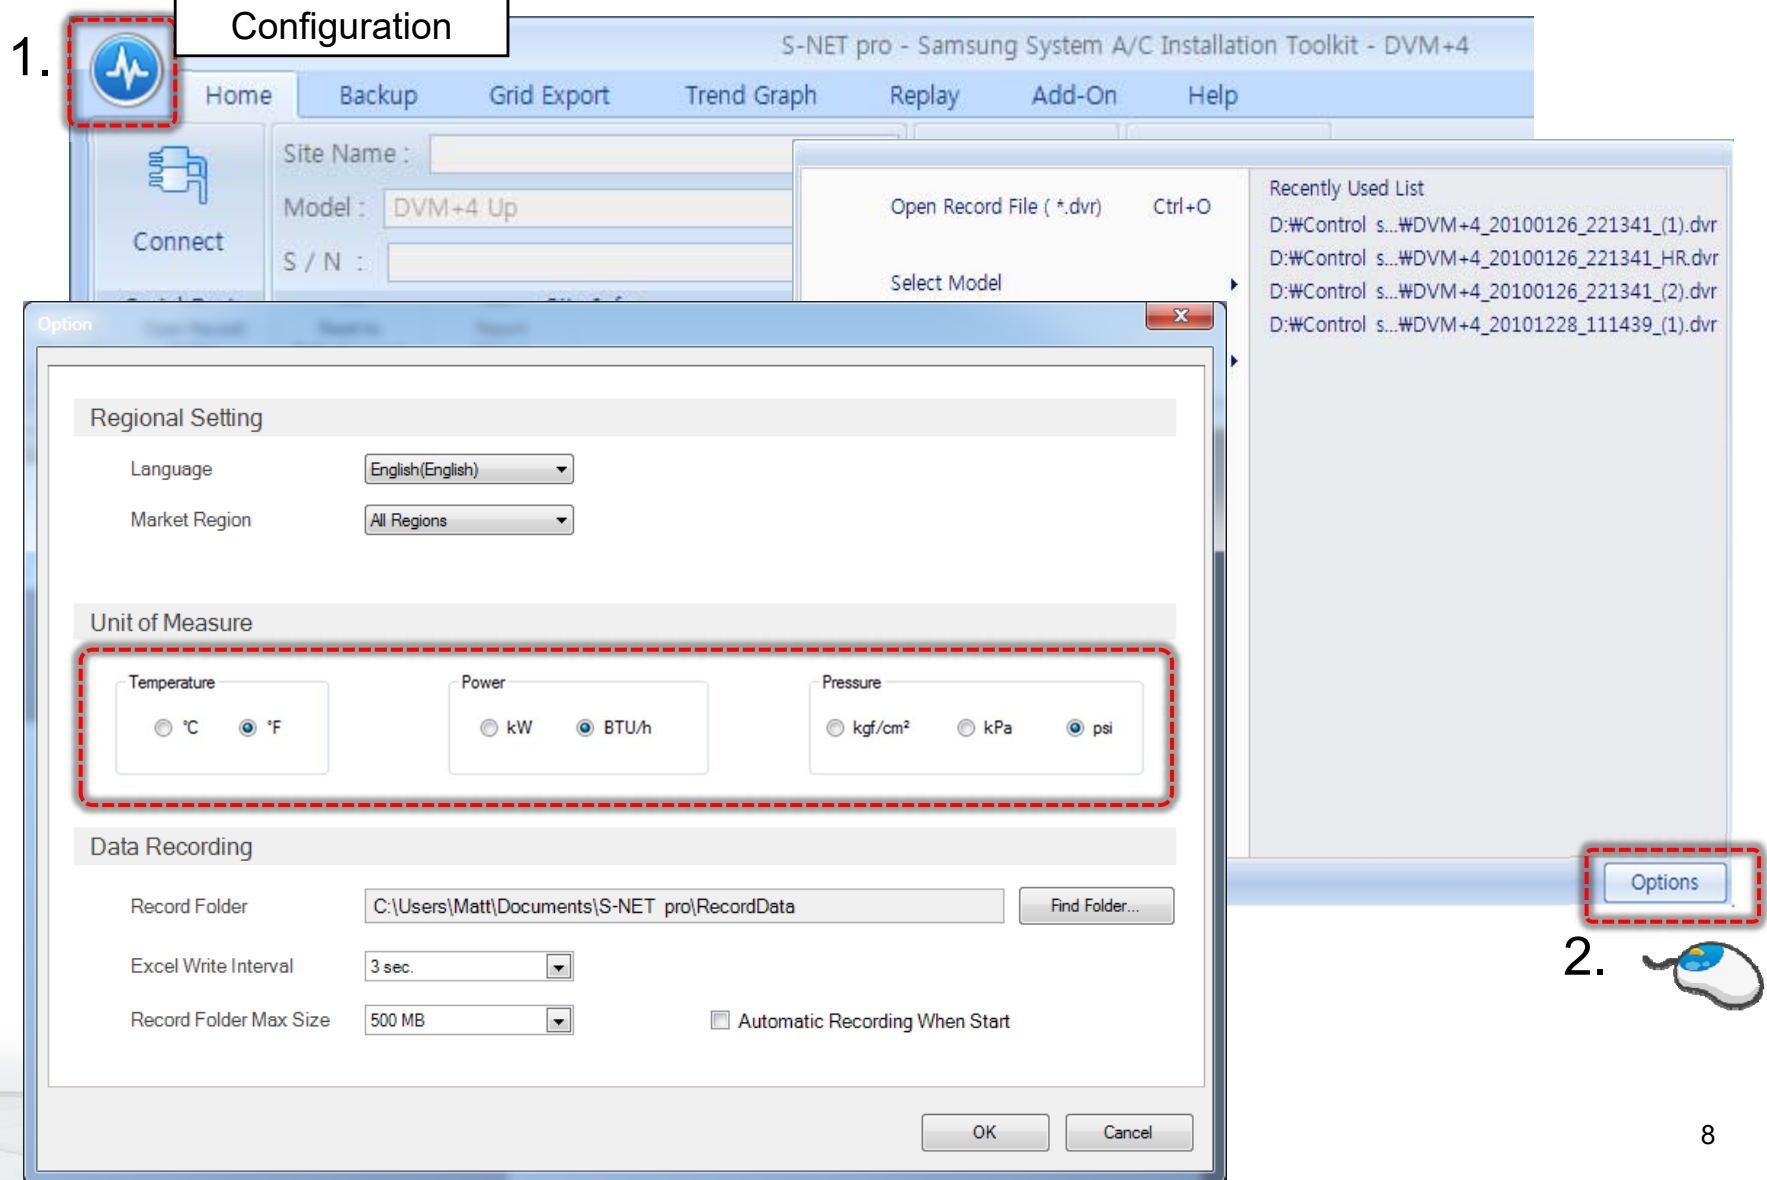 Configuration
1.
S-NET pro - Samsung System A/C Installation Toolkit - DVM+4
Home Backup Grid Export Trend Graph Replay Add-On Help
Site Name :
Model : DVM+4 Up
Connect
S / N :
Open Record File ( *.dvr) Ctrl+O
Select Model
Recently Used List
D:₩Control s...₩DVM+4_20100126_221341_(1).dvr
D:₩Control s...₩DVM+4_20100126_221341_HR.dvr
D:₩Control s...₩DVM+4_20100126_221341_(2).dvr
D:₩Control s...₩DVM+4_20101228_111439_(1).dvr
Option
Regional Setting
Language English(English)
Market Region All Regions
Unit of Measure
Temperature Power Pressure
°C °F kW BTU/h kgf/cm² kPa psi
Data Recording
Record Folder C:\Users\Matt\Documents\S-NET pro\RecordData Find Folder...
Excel Write Interval 3 sec.
Record Folder Max Size 500 MB Automatic Recording When Start
OK Cancel
Options
2.
8